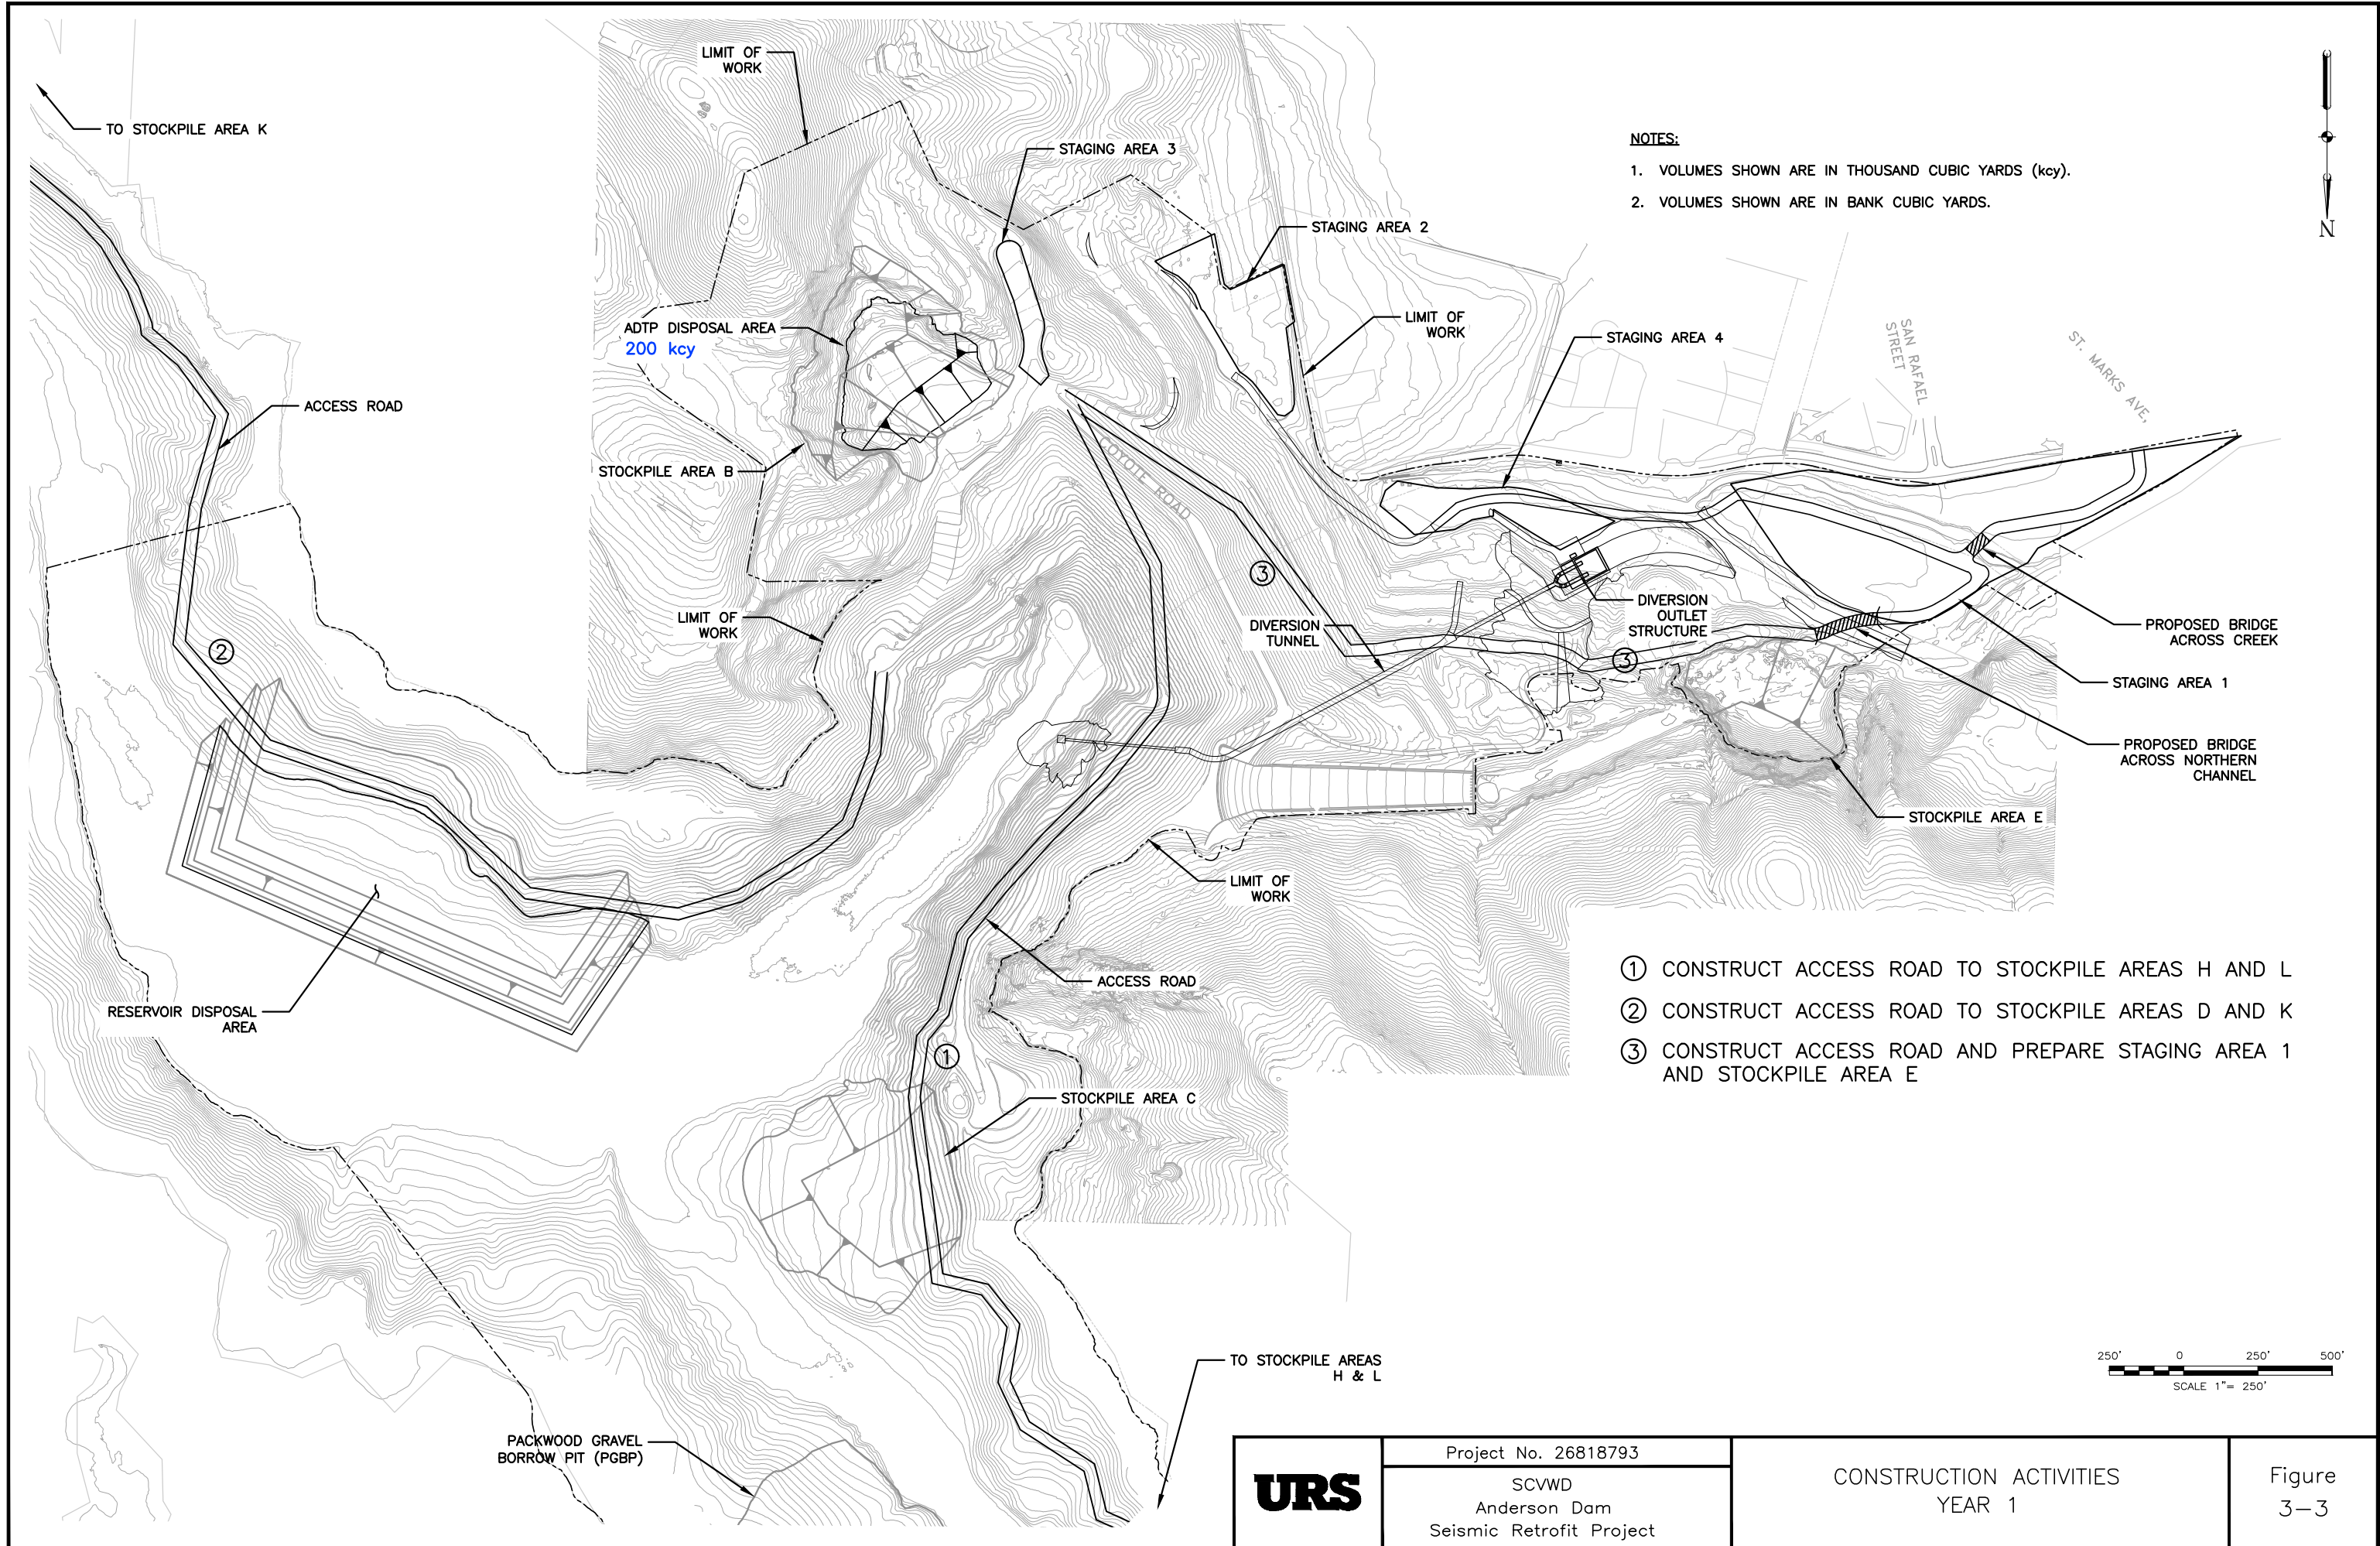 LIMIT OF
WORK
TO STOCKPILE AREA K
STAGING AREA 3
NOTES:
1. VOLUMES SHOWN ARE IN THOUSAND CUBIC YARDS (kcy).
2. VOLUMES SHOWN ARE IN BANK CUBIC YARDS.
N
STAGING AREA 2
ADTP DISPOSAL AREA
200 kcy
LIMIT OF
WORK
STAGING AREA 4
SAN RAFAEL
STREET
ST. MARKS AVE,
ACCESS ROAD
STOCKPILE AREA B
COYOTE ROAD
3
DIVERSION
OUTLET
STRUCTURE
LIMIT OF
WORK
DIVERSION
TUNNEL
PROPOSED BRIDGE
ACROSS CREEK
2
3
STAGING AREA 1
PROPOSED BRIDGE
ACROSS NORTHERN
CHANNEL
STOCKPILE AREA E
LIMIT OF
WORK
ACCESS ROAD
RESERVOIR DISPOSAL
AREA
1
STOCKPILE AREA C
1 CONSTRUCT ACCESS ROAD TO STOCKPILE AREAS H AND L
2 CONSTRUCT ACCESS ROAD TO STOCKPILE AREAS D AND K
3 CONSTRUCT ACCESS ROAD AND PREPARE STAGING AREA 1
AND STOCKPILE AREA E
TO STOCKPILE AREAS
H & L
250' 0 250' 500'
SCALE 1"= 250'
PACKWOOD GRAVEL
BORROW PIT (PGBP)
URS
Project No. 26818793
SCVWD
Anderson Dam
Seismic Retrofit Project
CONSTRUCTION ACTIVITIES
YEAR 1
Figure
3-3